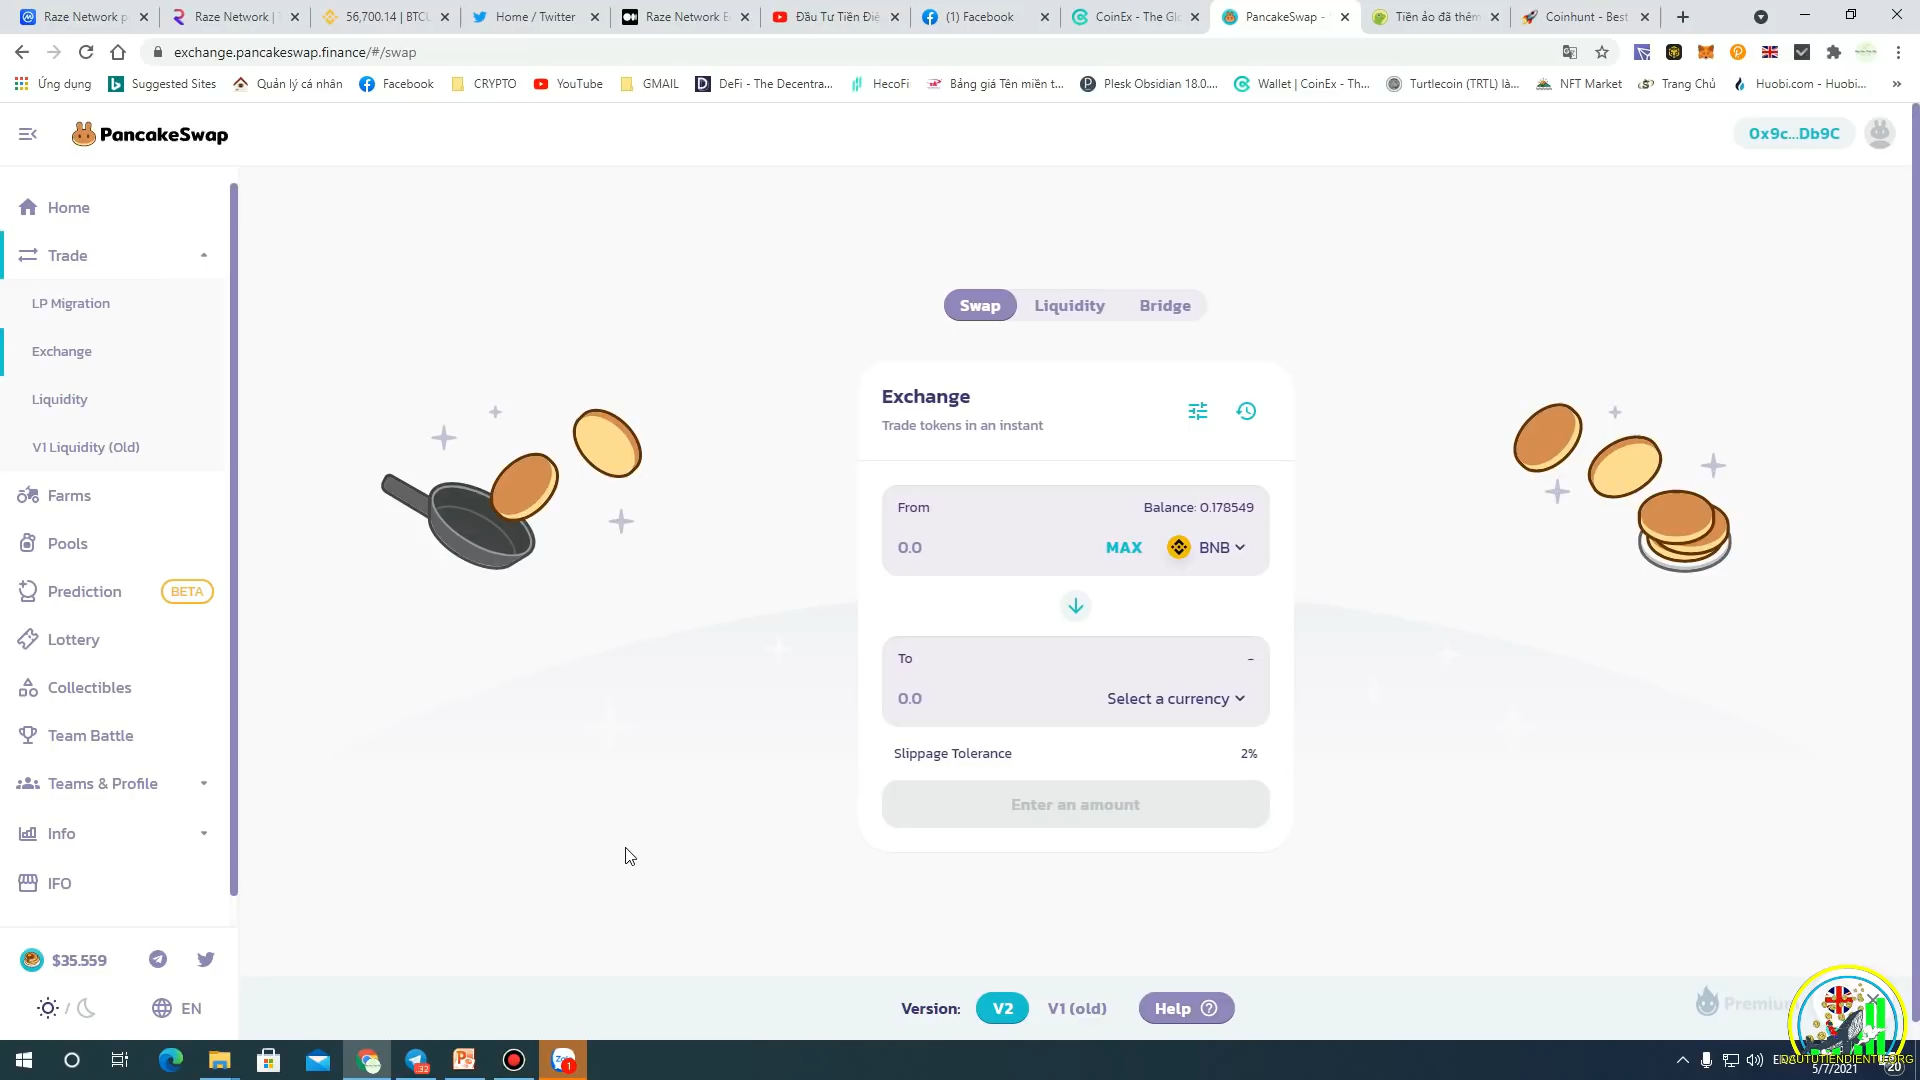 Raze Network p
Raze Network |
56,700.14 | BTCU
Home / Twitter
Raze Network E
Đầu Tư Tiền Điệ
(1) Facebook
CoinEx - The Glo
PancakeSwap -
Tiền ảo đã thêm
Coinhunt - Best
exchange.pancakeswap.finance/#/swap
Ứng dụng
Suggested Sites
Quản lý cá nhân
Facebook
CRYPTO
YouTube
GMAIL
DeFi - The Decentra...
HecoFi
Bảng giá Tên miền t...
Plesk Obsidian 18.0....
Wallet | CoinEx - Th...
Turtlecoin (TRTL) là...
NFT Market
Trang Chủ
Huobi.com - Huobi...
»
PancakeSwap
0x9c...Db9C
Home
Trade
LP Migration
Exchange
Liquidity
V1 Liquidity (Old)
Farms
Pools
Prediction
BETA
Lottery
Collectibles
Team Battle
Teams & Profile
Info
IFO
$35.559
/
EN
Swap
Liquidity
Bridge
Exchange
Trade tokens in an instant
From
Balance: 0.178549
0.0
MAX
BNB
To
-
0.0
Select a currency
Slippage Tolerance
2%
Enter an amount
Version:
V2
V1 (old)
Help
Premium
32
1
5/7/2021
20